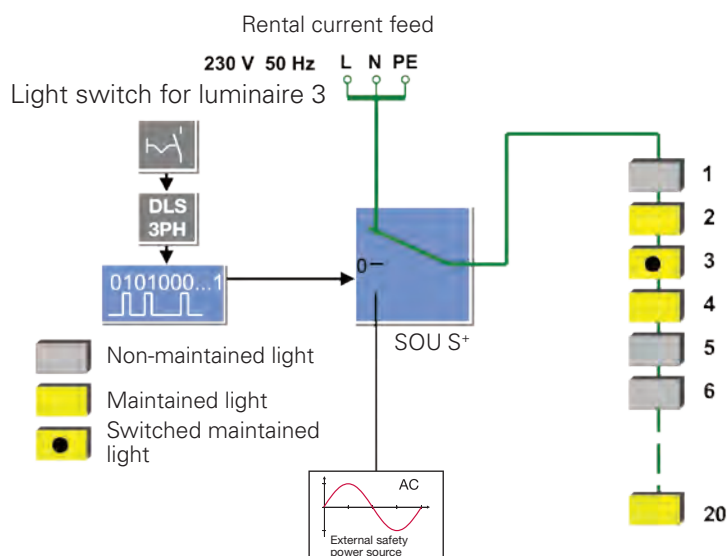 Rental current feed
230 V 50 Hz L N PE
Light switch for luminaire 3
DLS
3PH
0101000...1
0
SOU S⁺
1
2
3
4
5
6
20
Non-maintained light
Maintained light
Switched maintained
light
AC
External safety
power source